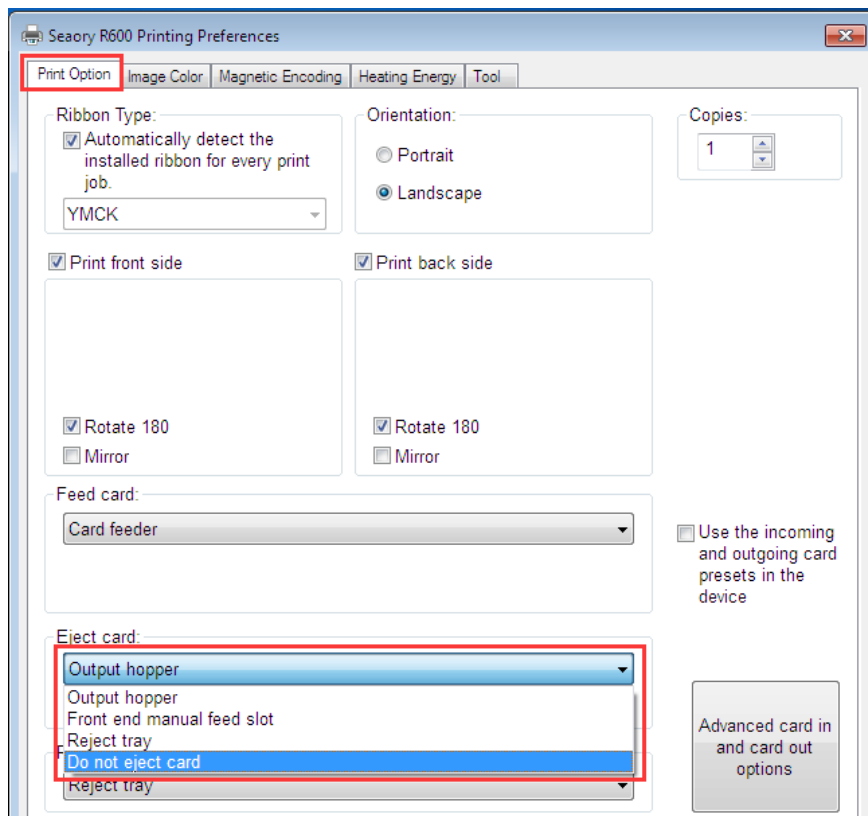 Seaory R600 Printing Preferences
Print Option
Image Color
Magnetic Encoding
Heating Energy
Tool
Ribbon Type:
Automatically detect the
installed ribbon for every print
job.
YMCK
Orientation:
Portrait
Landscape
Copies:
1
Print front side
Rotate 180
Mirror
Print back side
Rotate 180
Mirror
Feed card:
Card feeder
Use the incoming
and outgoing card
presets in the
device
Eject card:
Output hopper
Output hopper
Front end manual feed slot
Reject tray
Do not eject card
Reject tray
Advanced card in
and card out
options